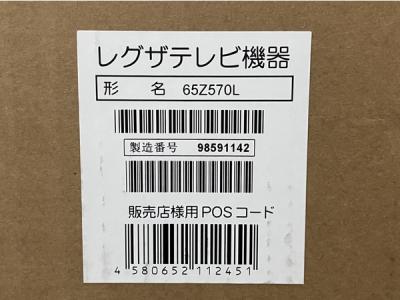 レグザテレビ機器
形 名 65Z570L
製造番号 98591142
販売店様用POSコード
4 580652 112451